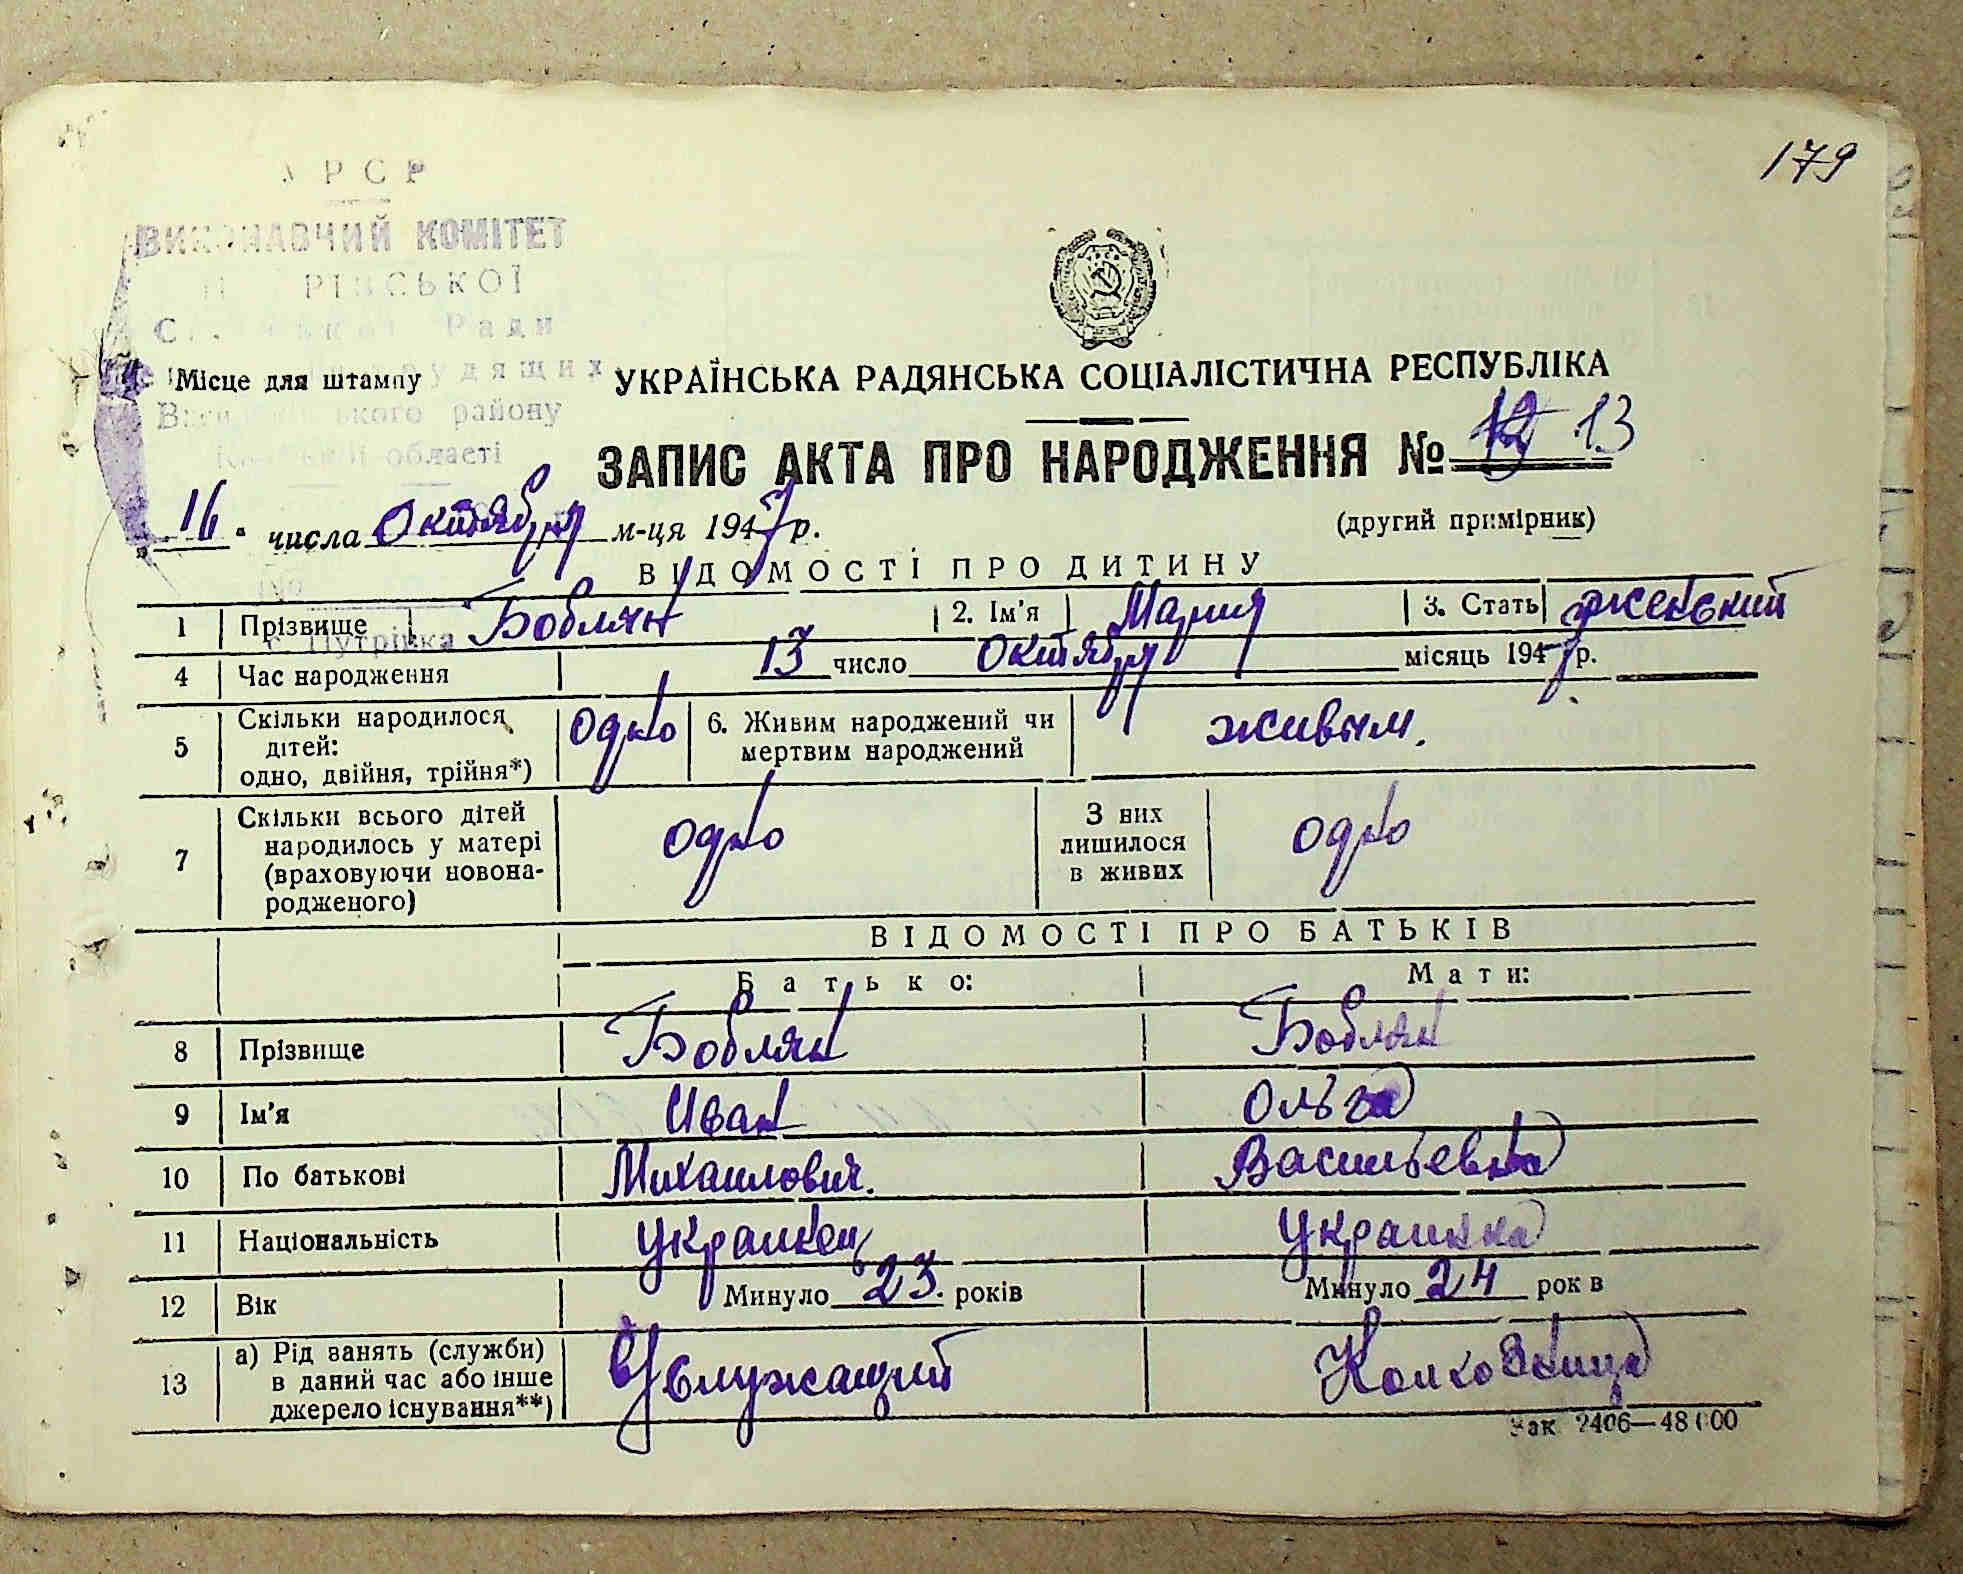 179
УРСР
ВИКОНАВЧИЙ КОМІТЕТ
Ради
Місце для штампу
району
області
с. Путрівка
УКРАЇНСЬКА РАДЯНСЬКА СОЦІАЛІСТИЧНА РЕСПУБЛІКА
ЗАПИС АКТА ПРО НАРОДЖЕННЯ № 13
„16“ числа Октября м-ця 1947 р.
(другий примірник)
ВІДОМОСТІ ПРО ДИТИНУ
1 Прізвище Боблян 2. Ім'я Мария 3. Стать женский
4 Час народження 13 число Октября місяць 1947 р.
5 Скільки народилося дітей: одно, двійня, трійня*) одно 6. Живим народжений чи мертвим народжений живым.
7 Скільки всього дітей народилось у матері (враховуючи новонародженого) одно З них лишилося в живих одно
ВІДОМОСТІ ПРО БАТЬКІВ
Батько: Мати:
8 Прізвище Боблян Боблян
9 Ім'я Иван Ольга
10 По батькові Михаилович. Васильевна
11 Національність Украинец Украинка
12 Вік Минуло 23. років Минуло 24 рок в
13 а) Рід занять (служби) в даний час або інше джерело існування**) Служащий Колхозница
Зак. 2406—48000